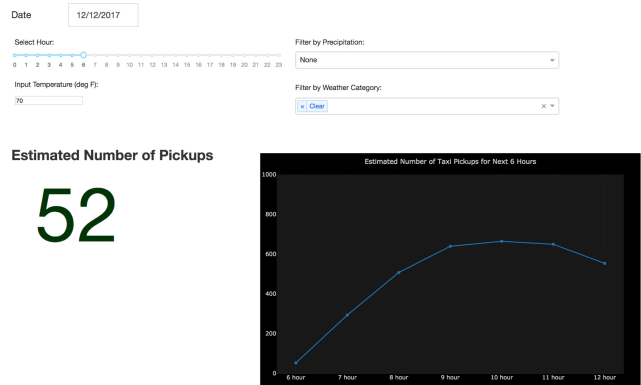 Date 12/12/2017
Select Hour:
0 1 2 3 4 5 6 7 8 9 10 11 12 13 14 15 16 17 18 19 20 21 22 23
Input Temperature (deg F):
70
Filter by Precipitation:
None
Filter by Weather Category:
× Clear
Estimated Number of Pickups
52
Estimated Number of Taxi Pickups for Next 6 Hours
1000
800
600
400
200
0
6 hour 7 hour 8 hour 9 hour 10 hour 11 hour 12 hour